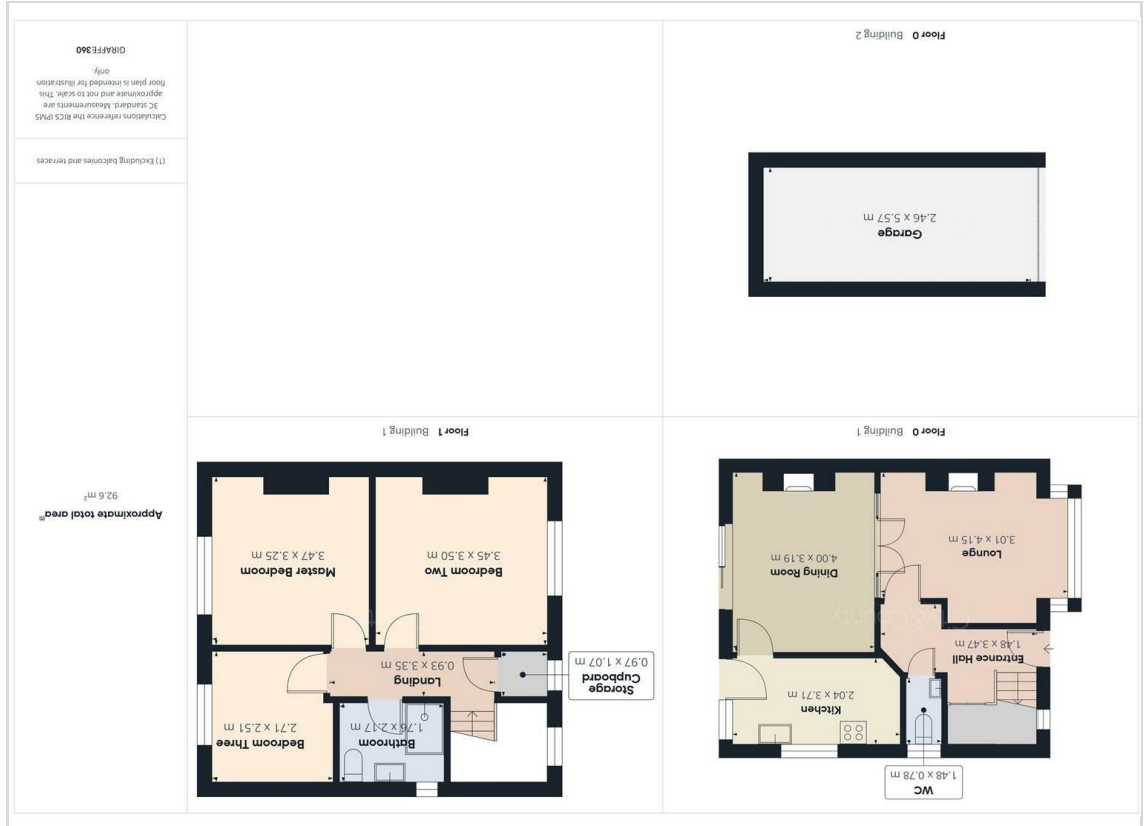 WC
1.48 x 0.78 m
Kitchen
2.04 x 3.71 m
Entrance Hall
1.48 x 3.47 m
Lounge
3.01 x 4.15 m
Dining Room
4.00 x 3.19 m
Floor 0 Building 1
Bathroom
1.76 x 2.17 m
Bedroom Three
2.71 x 2.51 m
Storage
Cupboard
0.97 x 1.07 m
Landing
0.93 x 3.35 m
Bedroom Two
3.45 x 3.50 m
Master Bedroom
3.47 x 3.25 m
Floor 1 Building 1
Garage
2.46 x 5.57 m
Floor 0 Building 2
Approximate total area⁽¹⁾
92.6 m²
(1) Excluding balconies and terraces
Calculations reference the RICS IPMS
3C standard. Measurements are
approximate and not to scale. This
floor plan is intended for illustration
only.
GIRAFFE360